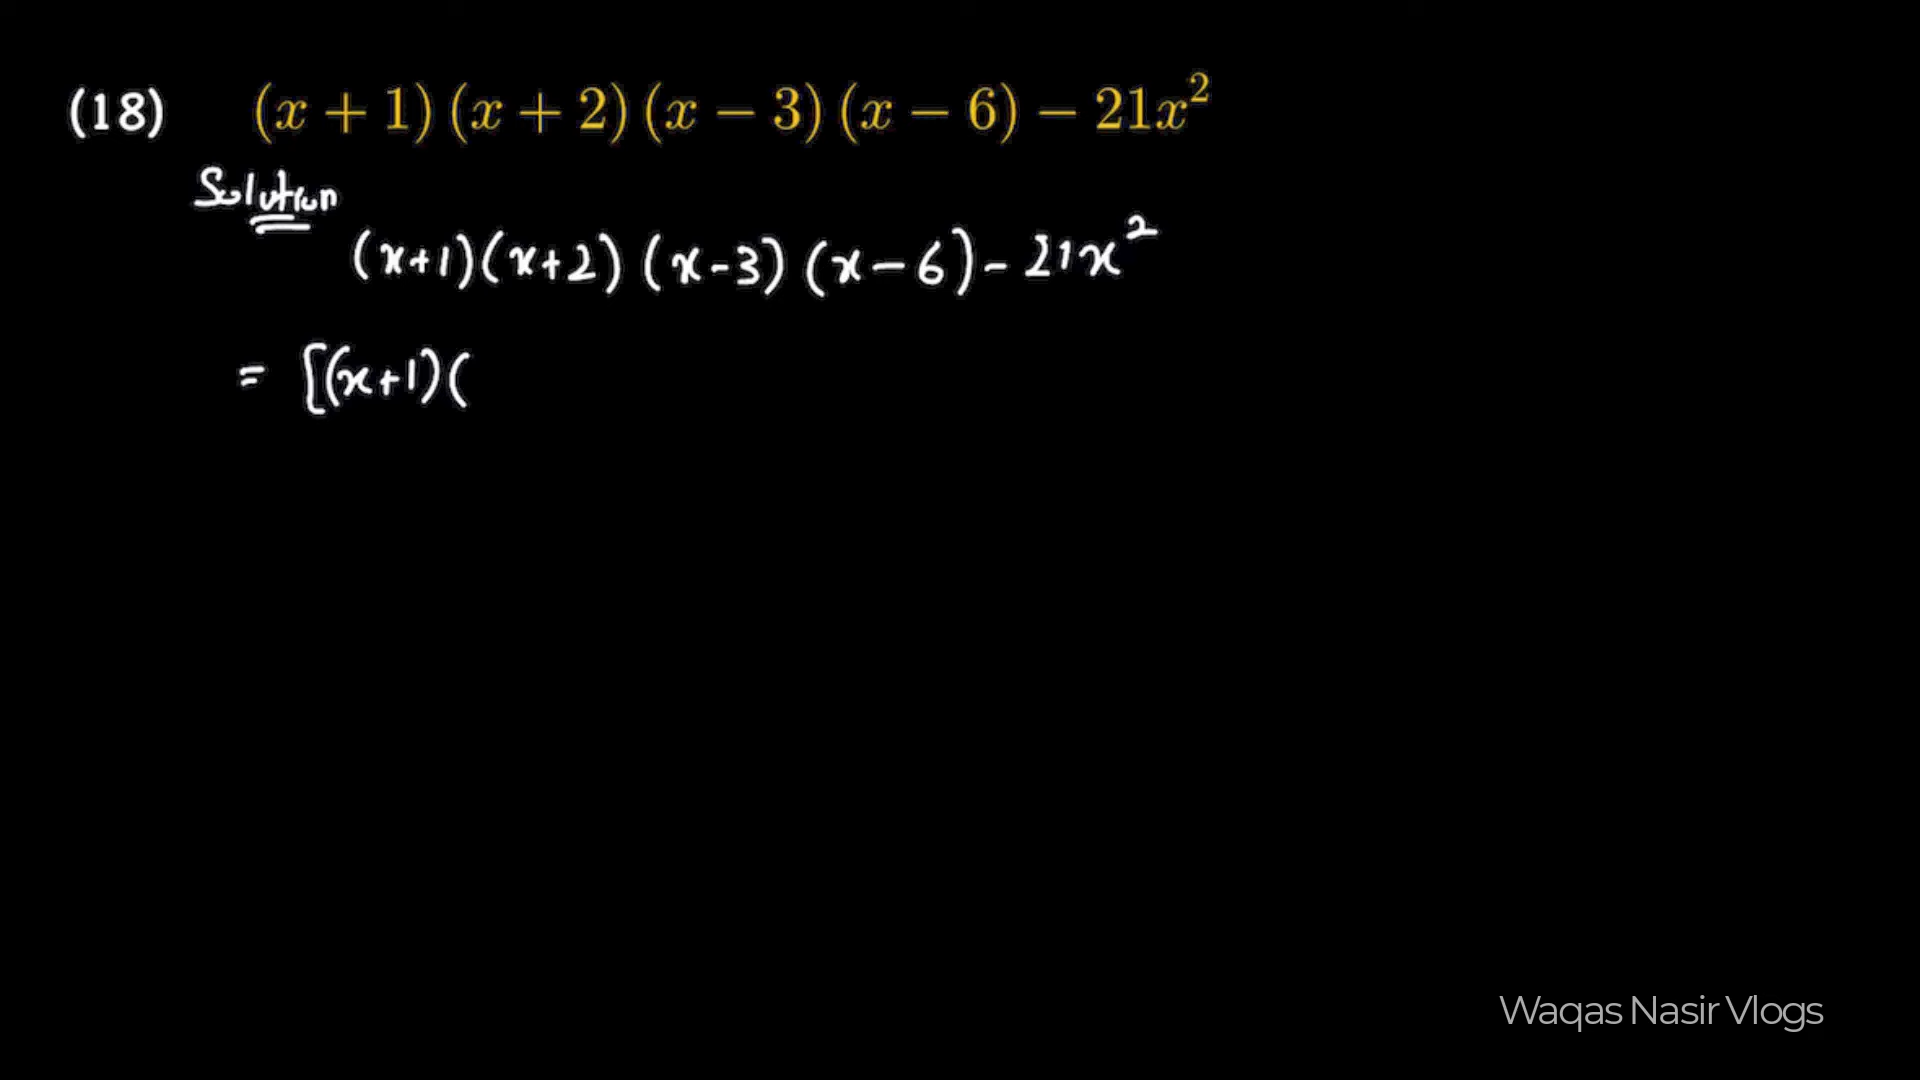 (18) (x + 1) (x + 2) (x − 3) (x − 6) − 21x²
Solution
(x+1)(x+2) (x-3) (x-6) - 21x²
= [(x+1)(
Waqas Nasir Vlogs